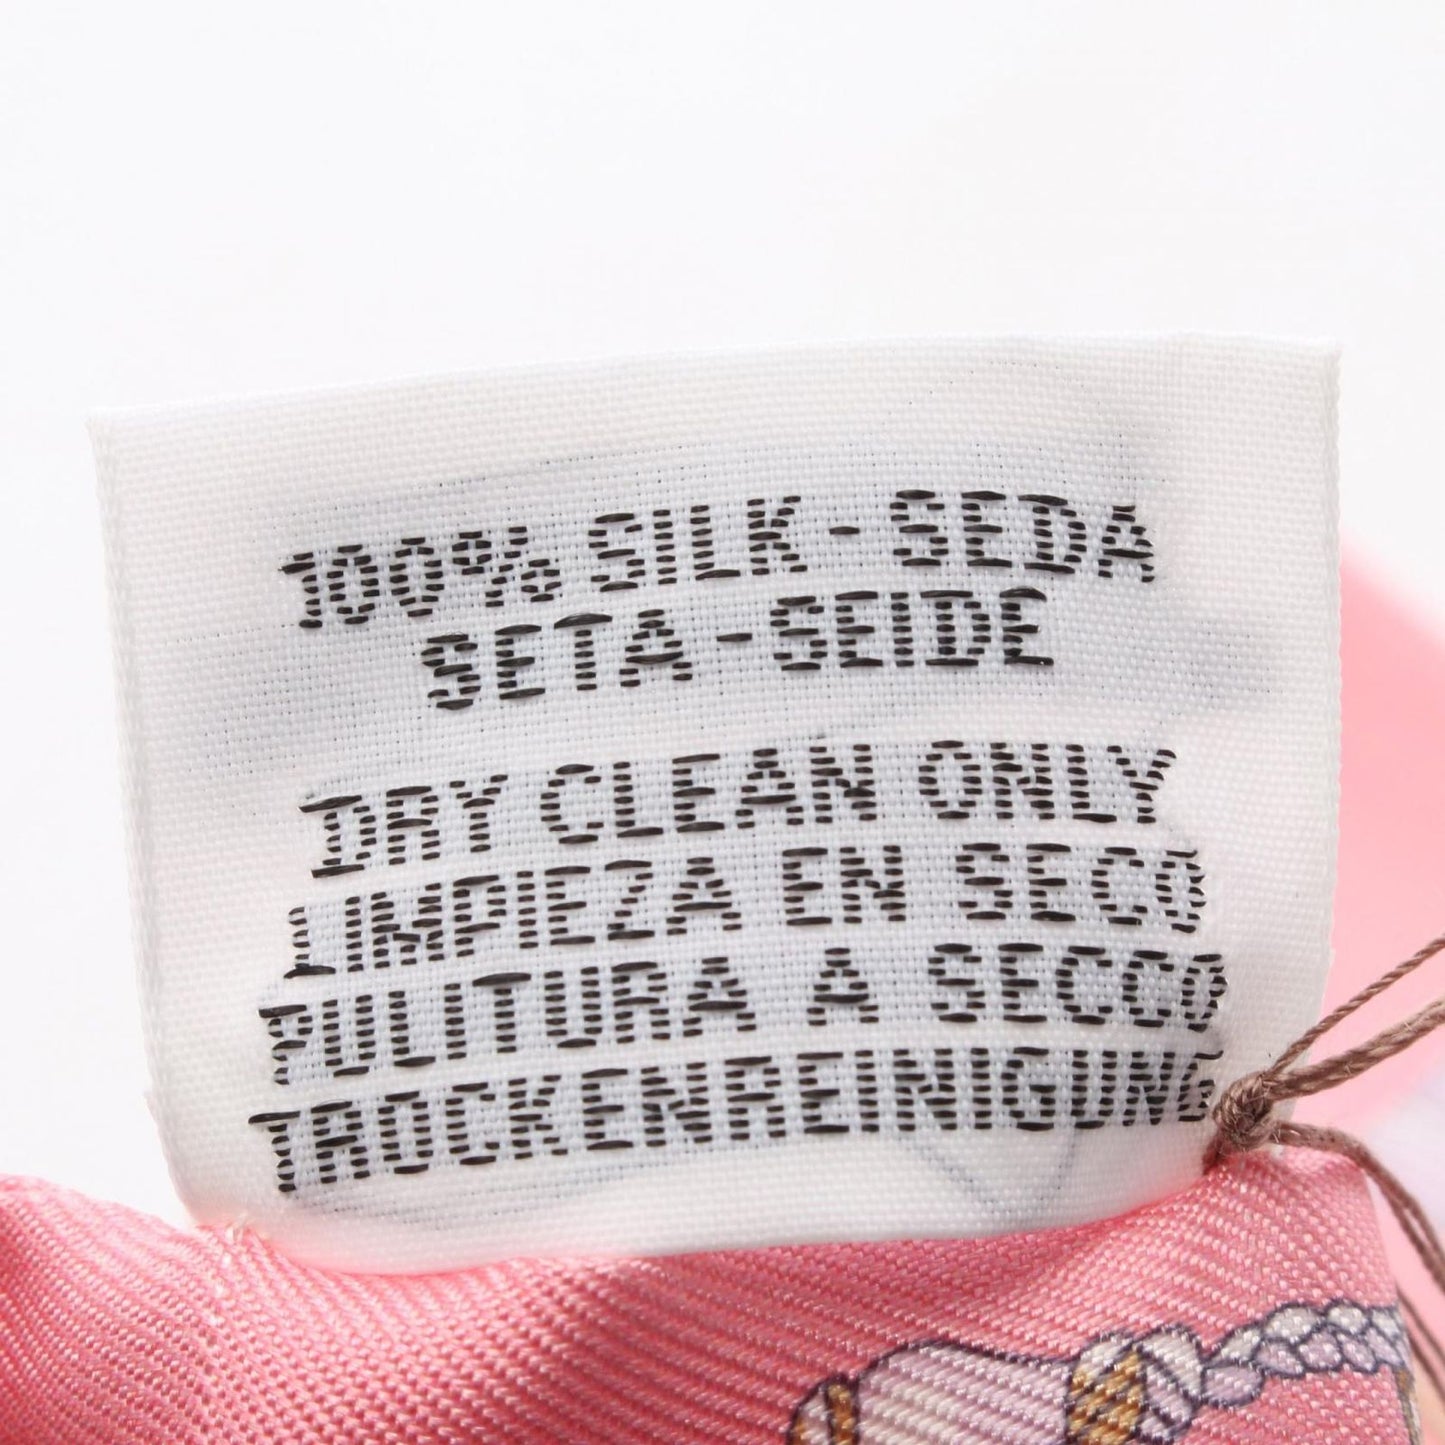 100% SILK - SEDA
SETA - SEIDE
DRY CLEAN ONLY
LIMPIEZA EN SECO
PULITURA A SECCO
TROCKENREINIGUNG